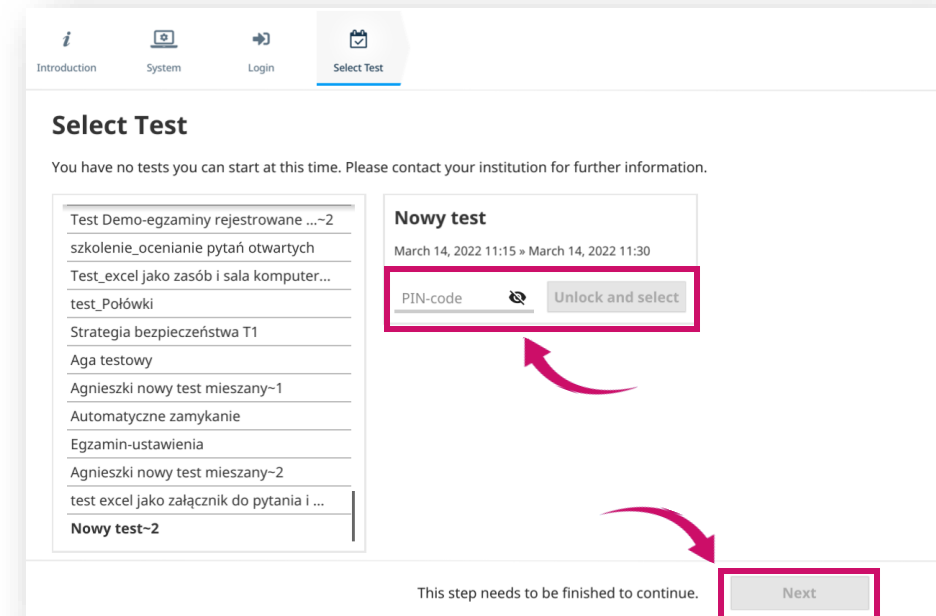 i
Introduction
System
Login
Select Test
Select Test
You have no tests you can start at this time. Please contact your institution for further information.
Test Demo-egzaminy rejestrowane ...~2
szkolenie_ocenianie pytań otwartych
Test_excel jako zasób i sala komputer...
test_Połówki
Strategia bezpieczeństwa T1
Aga testowy
Agnieszki nowy test mieszany~1
Automatyczne zamykanie
Egzamin-ustawienia
Agnieszki nowy test mieszany~2
test excel jako załącznik do pytania i ...
Nowy test~2
Nowy test
March 14, 2022 11:15 » March 14, 2022 11:30
PIN-code
Unlock and select
This step needs to be finished to continue.
Next